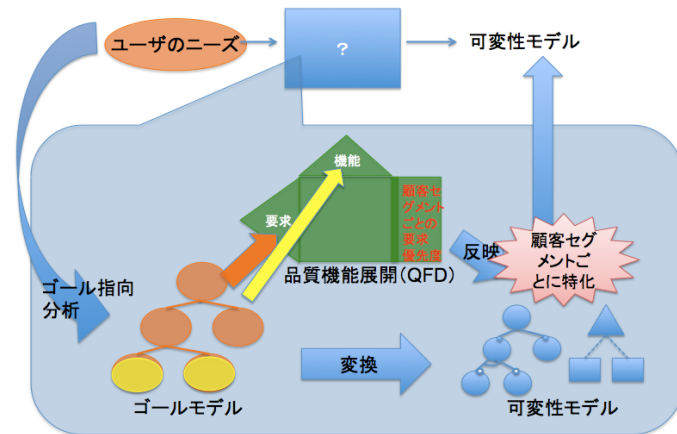 ユーザのニーズ
?
可変性モデル
機能
要求
顧客セ
グメント
ごとの
要求
優先度
品質機能展開(QFD)
反映
顧客セグ
メントご
とに特化
ゴール指向
分析
変換
ゴールモデル
可変性モデル